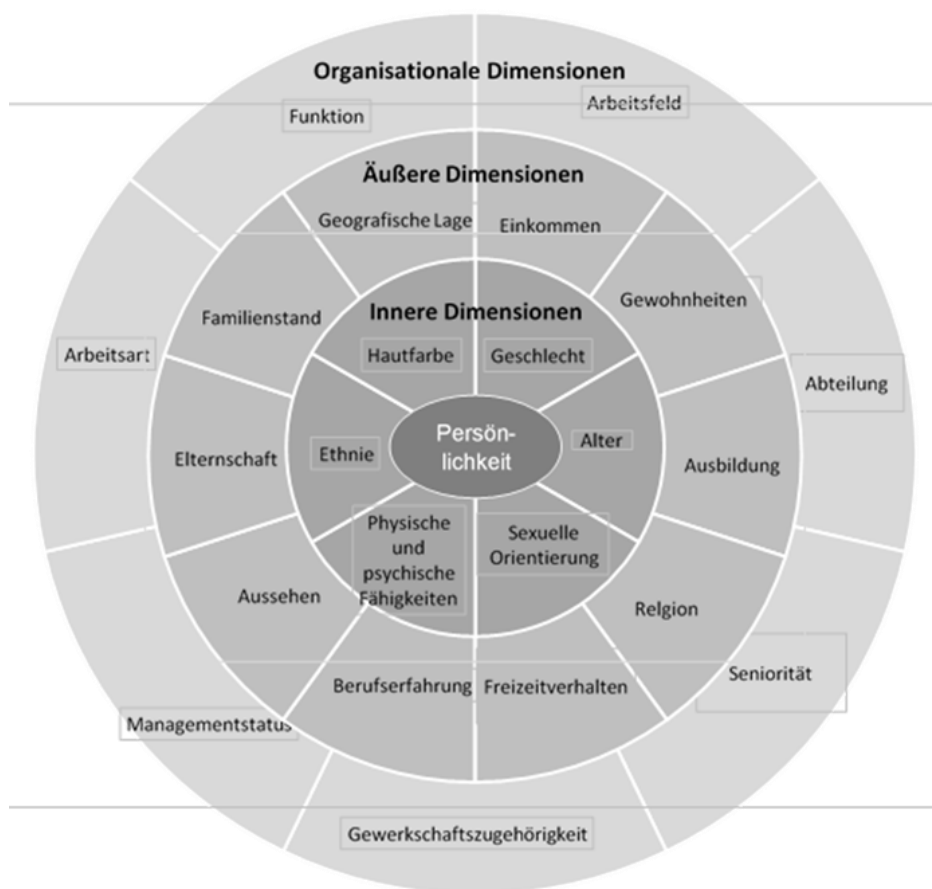 Organisationale Dimensionen
Funktion
Arbeitsfeld
Äußere Dimensionen
Geografische Lage
Einkommen
Familienstand
Gewohnheiten
Innere Dimensionen
Hautfarbe
Geschlecht
Arbeitsart
Abteilung
Elternschaft
Ethnie
Persön-
lichkeit
Alter
Ausbildung
Physische
und
psychische
Fähigkeiten
Sexuelle
Orientierung
Aussehen
Relgion
Berufserfahrung
Freizeitverhalten
Seniorität
Managementstatus
Gewerkschaftszugehörigkeit